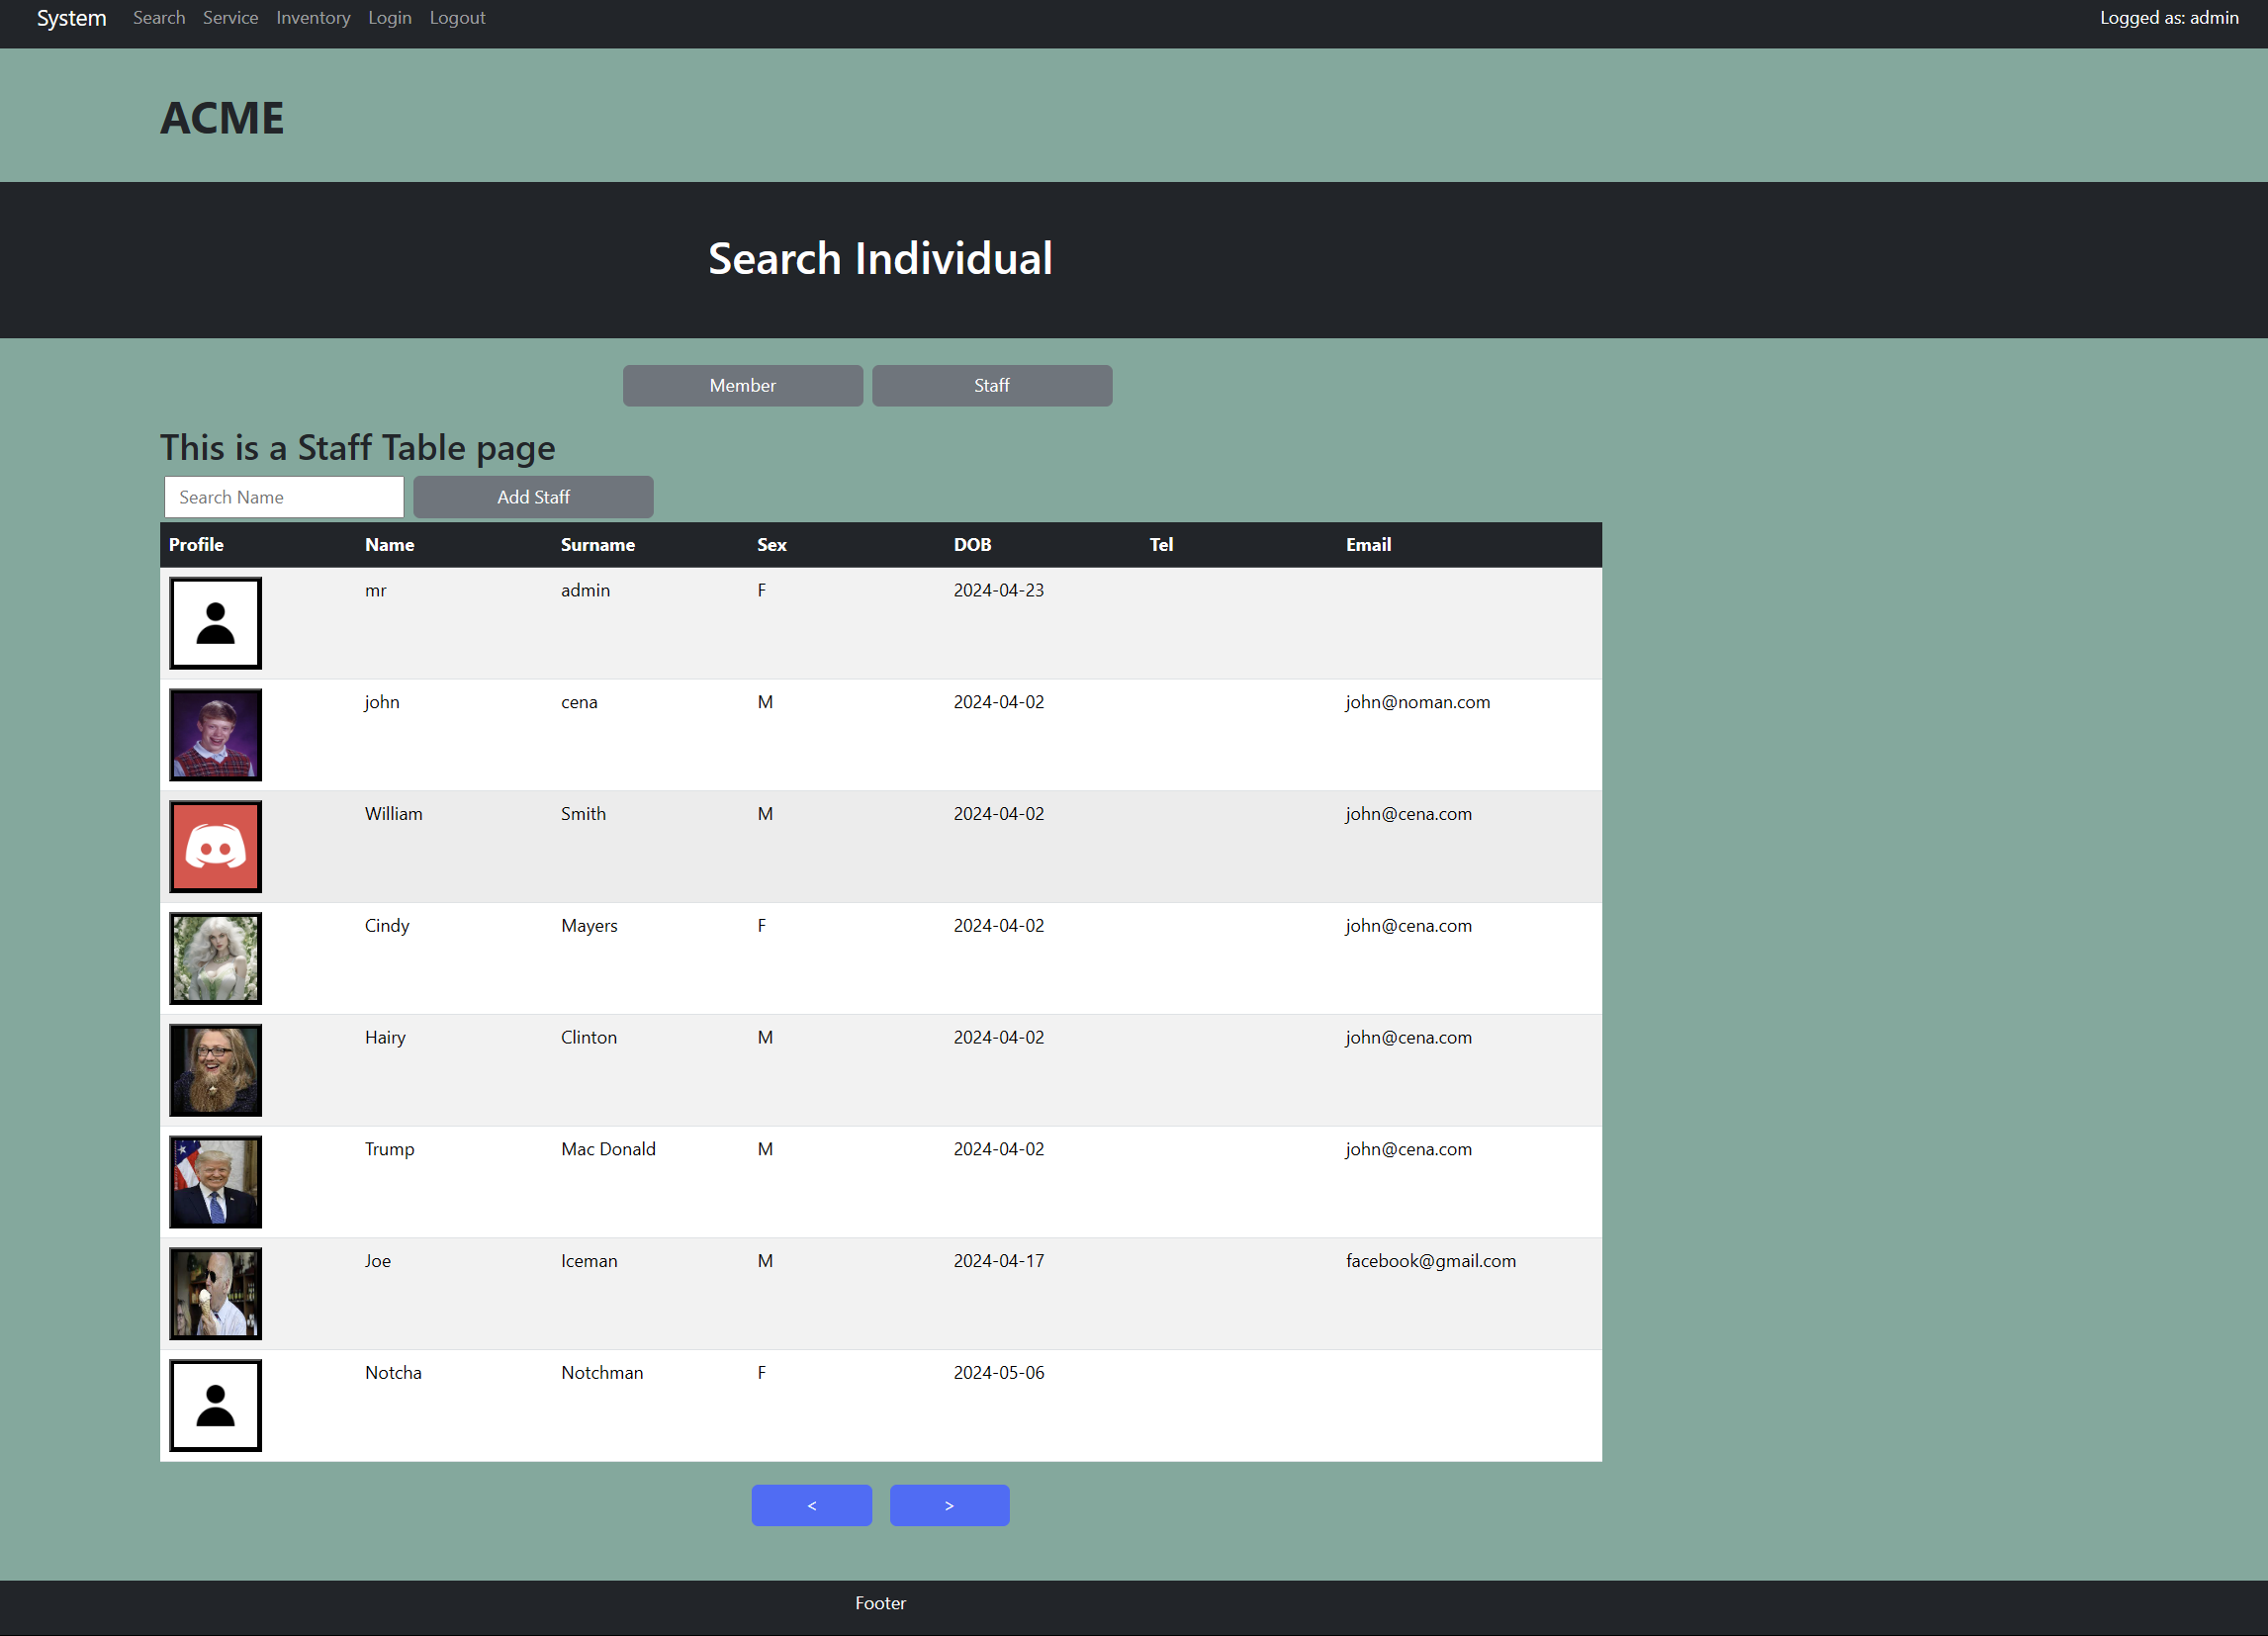 System Search Service Inventory Login Logout Logged as: admin
ACME
Search Individual
Member Staff
This is a Staff Table page
Search Name Add Staff
Profile Name Surname Sex DOB Tel Email
mr admin F 2024-04-23
john cena M 2024-04-02 john@noman.com
William Smith M 2024-04-02 john@cena.com
Cindy Mayers F 2024-04-02 john@cena.com
Hairy Clinton M 2024-04-02 john@cena.com
Trump Mac Donald M 2024-04-02 john@cena.com
Joe Iceman M 2024-04-17 facebook@gmail.com
Notcha Notchman F 2024-05-06
< >
Footer